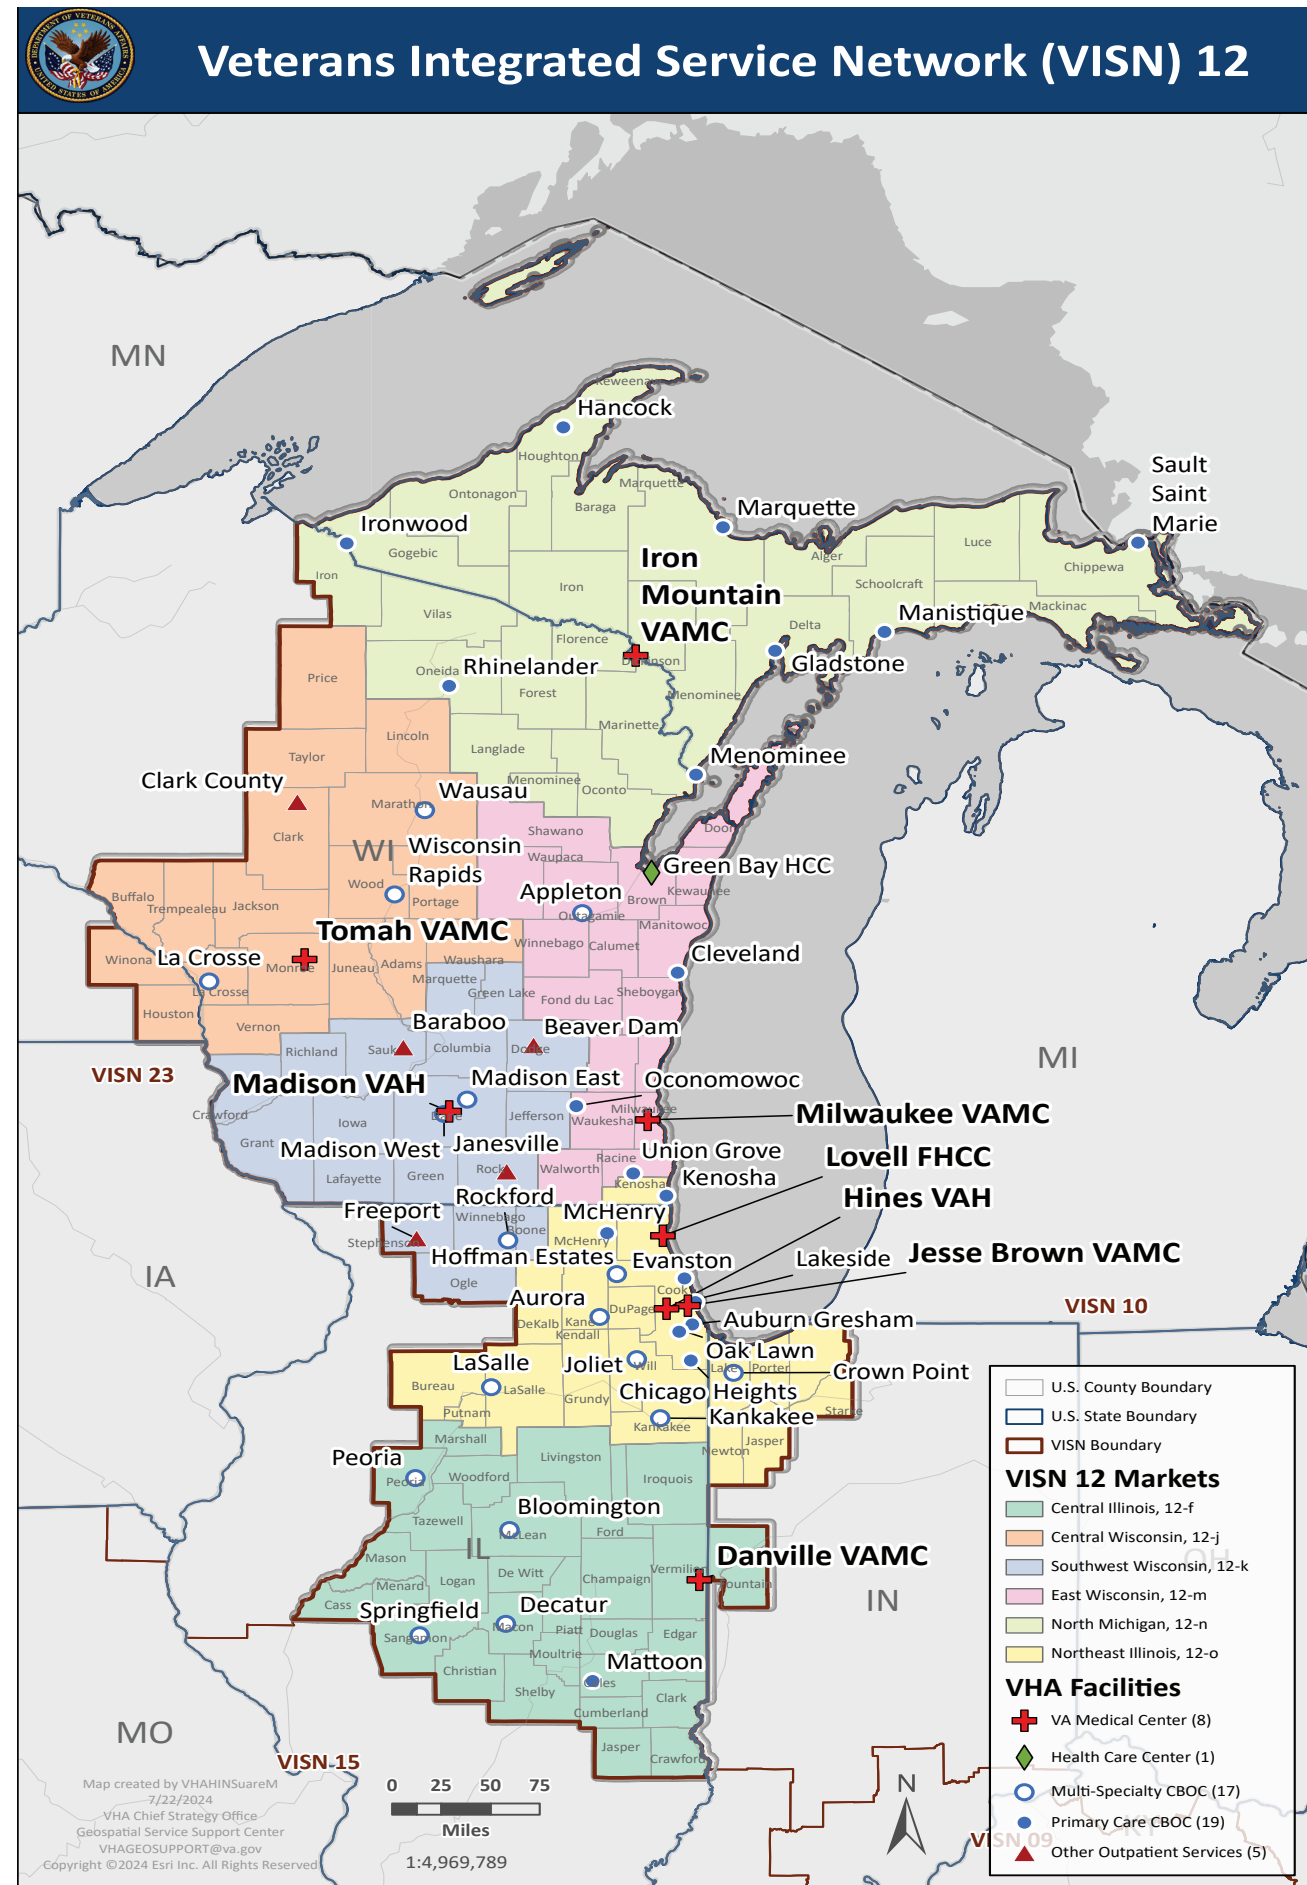 Veterans Integrated Service Network (VISN) 12
MN
Keweenaw
Hancock
Houghton
Sault
Saint
Marie
Marquette
Ontonagon
Baraga
Marquette
Ironwood
Gogebic
Luce
Alger
Chippewa
Iron
Mountain
VAMC
Iron
Iron
Schoolcraft
Mackinac
Manistique
Vilas
Delta
Florence
Dickinson
Gladstone
Rhinelander
Oneida
Price
Forest
Menominee
Marinette
Lincoln
Langlade
Taylor
Menominee
Clark County
Menominee
Oconto
Wausau
Marathon
Clark
Shawano
Door
WI
Wisconsin
Rapids
Waupaca
Green Bay HCC
Wood
Portage
Appleton
Brown
Kewaunee
Buffalo
Trempealeau
Jackson
Outagamie
Manitowoc
Tomah VAMC
Winnebago
Calumet
Cleveland
La Crosse
Winona
Monroe
Juneau
Adams
Waushara
Marquette
Green Lake
Fond du Lac
Sheboygan
La Crosse
Houston
Vernon
Baraboo
Beaver Dam
Richland
Sauk
Columbia
Dodge
MI
VISN 23
Madison VAH
Madison East
Oconomowoc
Crawford
Dane
Jefferson
Waukesha
Milwaukee
Milwaukee VAMC
Iowa
Grant
Madison West
Janesville
Union Grove
Lovell FHCC
Racine
Lafayette
Green
Rock
Walworth
Kenosha
Kenosha
Hines VAH
Rockford
Freeport
Winnebago
Boone
McHenry
Stephenson
McHenry
Hoffman Estates
Evanston
Lakeside
Jesse Brown VAMC
IA
Ogle
Cook
Aurora
DuPage
VISN 10
DeKalb
Kane
Kendall
Auburn Gresham
LaSalle
Joliet
Will
Oak Lawn
Lake
Porter
Crown Point
Bureau
LaSalle
Grundy
Chicago Heights
Putnam
Kankakee
Kankakee
Starke
Marshall
Newton
Jasper
Peoria
Livingston
Peoria
Woodford
Iroquois
Bloomington
Tazewell
McLean
Ford
IL
Mason
Danville VAMC
De Witt
Champaign
Vermilion
Fountain
Menard
Logan
Cass
IN
Springfield
Decatur
Sangamon
Macon
Piatt
Douglas
Edgar
Moultrie
Mattoon
Christian
Coles
Shelby
Clark
Cumberland
MO
Jasper
Crawford
VISN 15
U.S. County Boundary
U.S. State Boundary
VISN Boundary
VISN 12 Markets
Central Illinois, 12-f
Central Wisconsin, 12-j
OH
Southwest Wisconsin, 12-k
East Wisconsin, 12-m
North Michigan, 12-n
Northeast Illinois, 12-o
VHA Facilities
VA Medical Center (8)
Health Care Center (1)
Multi-Specialty CBOC (17)
Primary Care CBOC (19)
KY
VISN 09
Other Outpatient Services (5)
Map created by VHAHINSuareM
7/22/2024
VHA Chief Strategy Office
Geospatial Service Support Center
VHAGEOSUPPORT@va.gov
Copyright ©2024 Esri Inc. All Rights Reserved
0 25 50 75
Miles
1:4,969,789
N